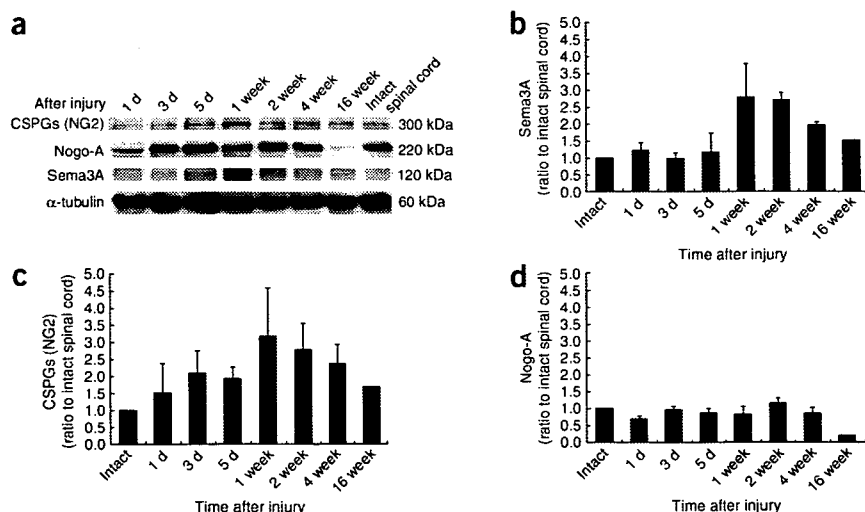 a
After injury 1 d 3 d 5 d 1 week 2 week 4 week 16 week Intact spinal cord
CSPGs (NG2) 300 kDa
Nogo-A 220 kDa
Sema3A 120 kDa
α-tubulin 60 kDa
b
Sema3A
(ratio to intact spinal cord)
5.0
4.5
4.0
3.5
3.0
2.5
2.0
1.5
1.0
0.5
0.0
Intact 1 d 3 d 5 d 1 week 2 week 4 week 16 week
Time after injury
c
CSPGs (NG2)
(ratio to intact spinal cord)
5.0
4.5
4.0
3.5
3.0
2.5
2.0
1.5
1.0
0.5
0.0
Intact 1 d 3 d 5 d 1 week 2 week 4 week 16 week
Time after injury
d
Nogo-A
(ratio to intact spinal cord)
5.0
4.5
4.0
3.5
3.0
2.5
2.0
1.5
1.0
0.5
0.0
Intact 1 d 3 d 5 d 1 week 2 week 4 week 16 week
Time after injury